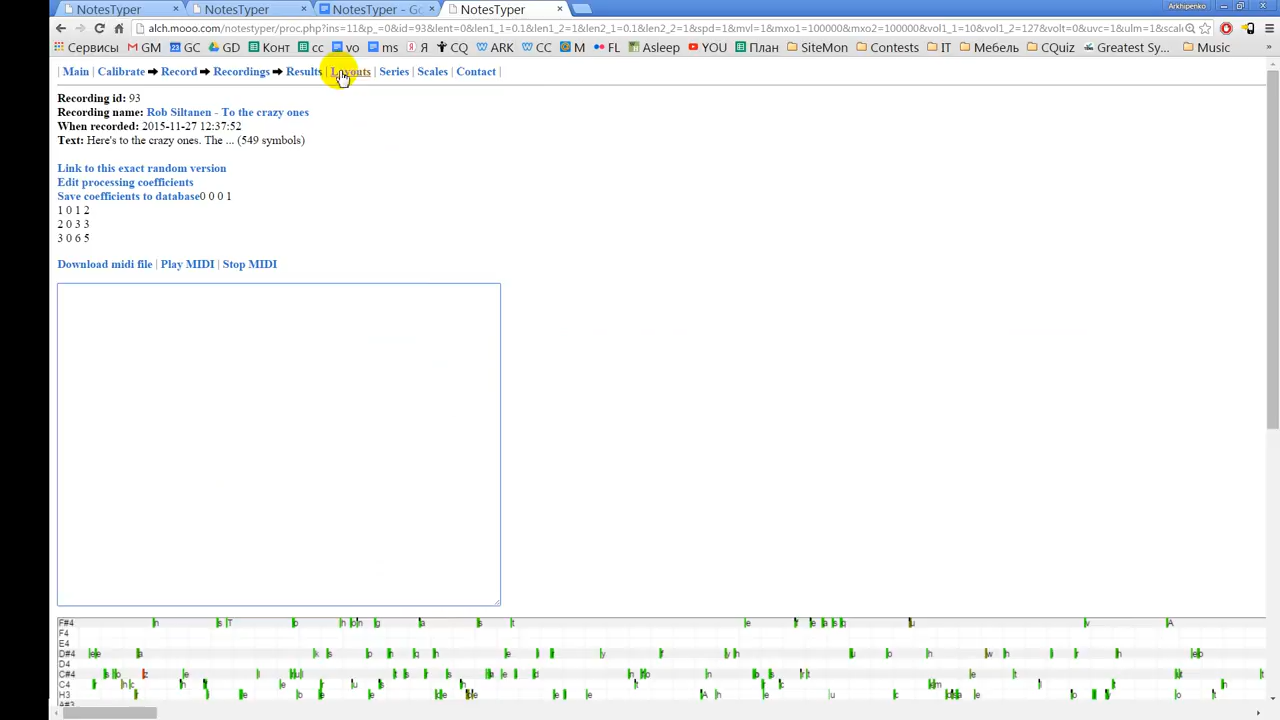 NotesTyper × NotesTyper × NotesTyper - Go × NotesTyper × Arkhipenko
alch.mooo.com/notestyper/proc.php?ins=11&p_=0&id=93&lent=0&len1_1=0.1&len1_2=1&len2_1=0.1&len2_2=1&spd=1&mvl=1&mxo1=100000&mxo2=100000&vol1_1=10&vol1_2=127&vol=0&uvc=1&ulm=1&scale
Сервисы GM GC GD Конт cc vo ms Я CQ ARK CC M FL Asleep YOU План SiteMon Contests IT Мебель CQuiz Greatest Sy... Music
| Main | Calibrate Record Recordings Results | Layouts | Series | Scales | Contact |
Recording id: 93
Recording name: Rob Siltanen - To the crazy ones
When recorded: 2015-11-27 12:37:52
Text: Here's to the crazy ones. The ... (549 symbols)
Link to this exact random version
Edit processing coefficients
Save coefficients to database0 0 0 1
1 0 1 2
2 0 3 3
3 0 6 5
Download midi file | Play MIDI | Stop MIDI
F#4 n s T o h o n g a s t e r e a s q u v A
F4
E4
D#4
D4
C#4
C4
H3
A#3